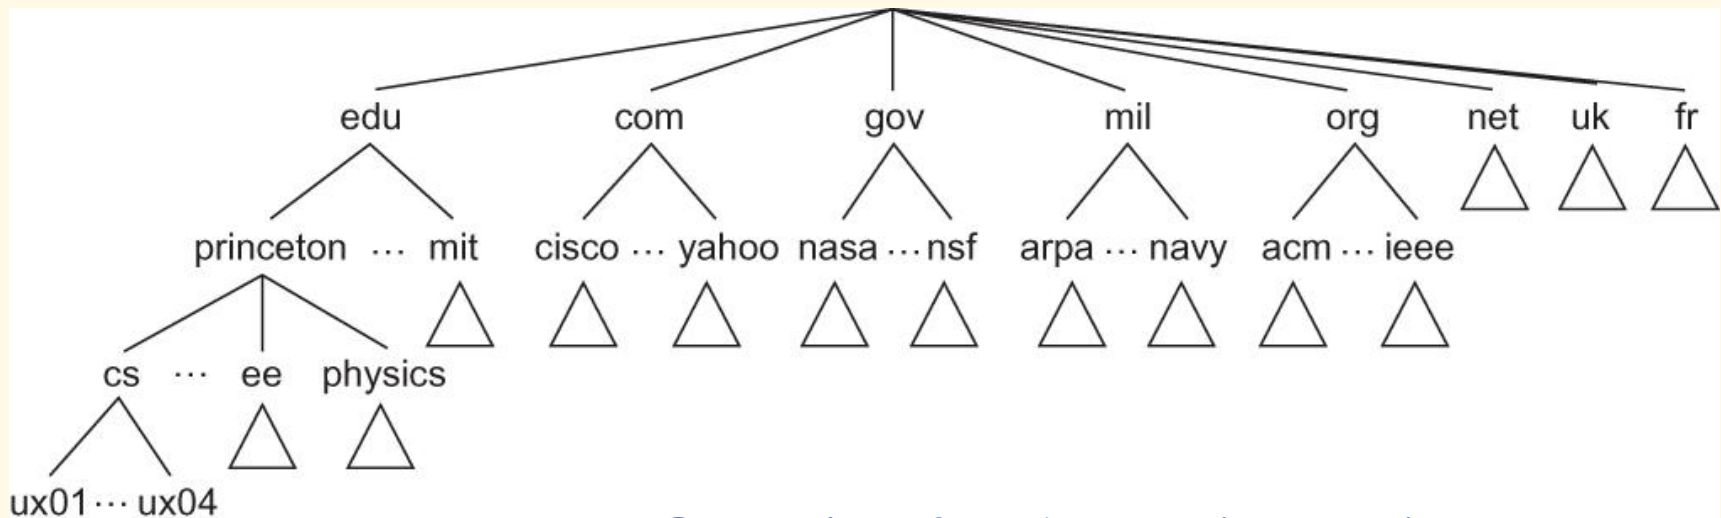 edu com gov mil org net uk fr
princeton ... mit cisco ... yahoo nasa ... nsf arpa ... navy acm ... ieee
cs ... ee physics
ux01 ... ux04